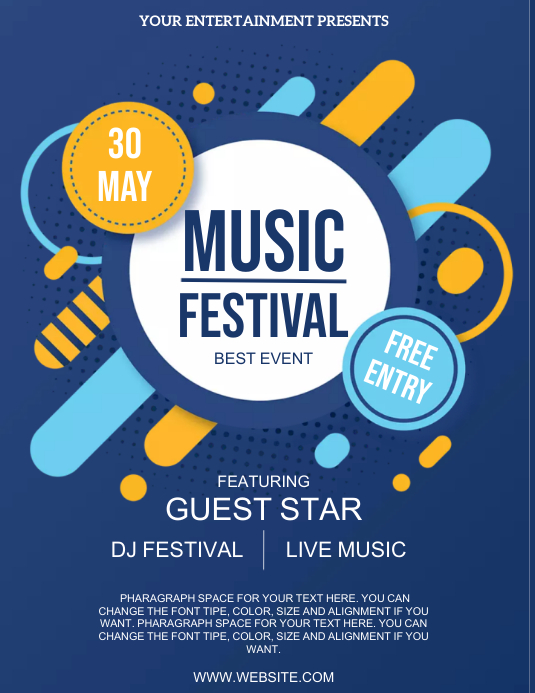 YOUR ENTERTAINMENT PRESENTS
30
MAY
MUSIC
FESTIVAL
BEST EVENT
FREE
ENTRY
FEATURING
GUEST STAR
DJ FESTIVAL | LIVE MUSIC
PHARAGRAPH SPACE FOR YOUR TEXT HERE. YOU CAN
CHANGE THE FONT TIPE, COLOR, SIZE AND ALIGNMENT IF YOU
WANT. PHARAGRAPH SPACE FOR YOUR TEXT HERE. YOU CAN
CHANGE THE FONT TIPE, COLOR, SIZE AND ALIGNMENT IF YOU
WANT.
WWW.WEBSITE.COM